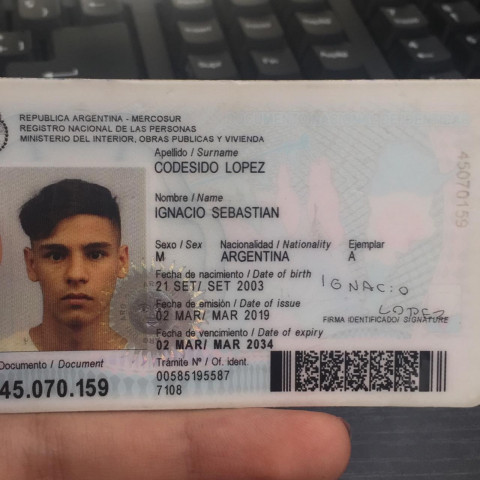 REPUBLICA ARGENTINA - MERCOSUR
REGISTRO NACIONAL DE LAS PERSONAS
MINISTERIO DEL INTERIOR, OBRAS PUBLICAS Y VIVIENDA
Apellido / Surname
CODESIDO LOPEZ
Nombre / Name
IGNACIO SEBASTIAN
Sexo / Sex Nacionalidad / Nationality Ejemplar
M ARGENTINA A
Fecha de nacimiento / Date of birth
21 SET/ SET 2003
Fecha de emisión / Date of issue
02 MAR/ MAR 2019
Fecha de vencimiento / Date of expiry
02 MAR/ MAR 2034
IGNACIO
LOPEZ
FIRMA IDENTIFICADO/ SIGNATURE
Documento / Document
45.070.159
Trámite Nº / Of. ident.
00585195587
7108
45070159